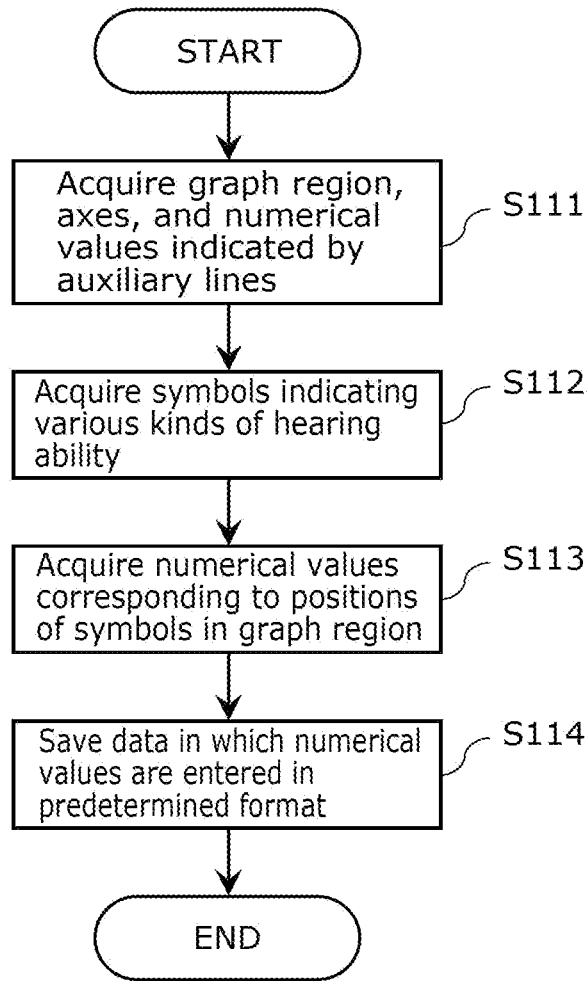 START
Acquire graph region,
axes, and numerical
values indicated by
auxiliary lines
S111
Acquire symbols indicating
various kinds of hearing
ability
S112
Acquire numerical values
corresponding to positions
of symbols in graph region
S113
Save data in which numerical
values are entered in
predetermined format
S114
END